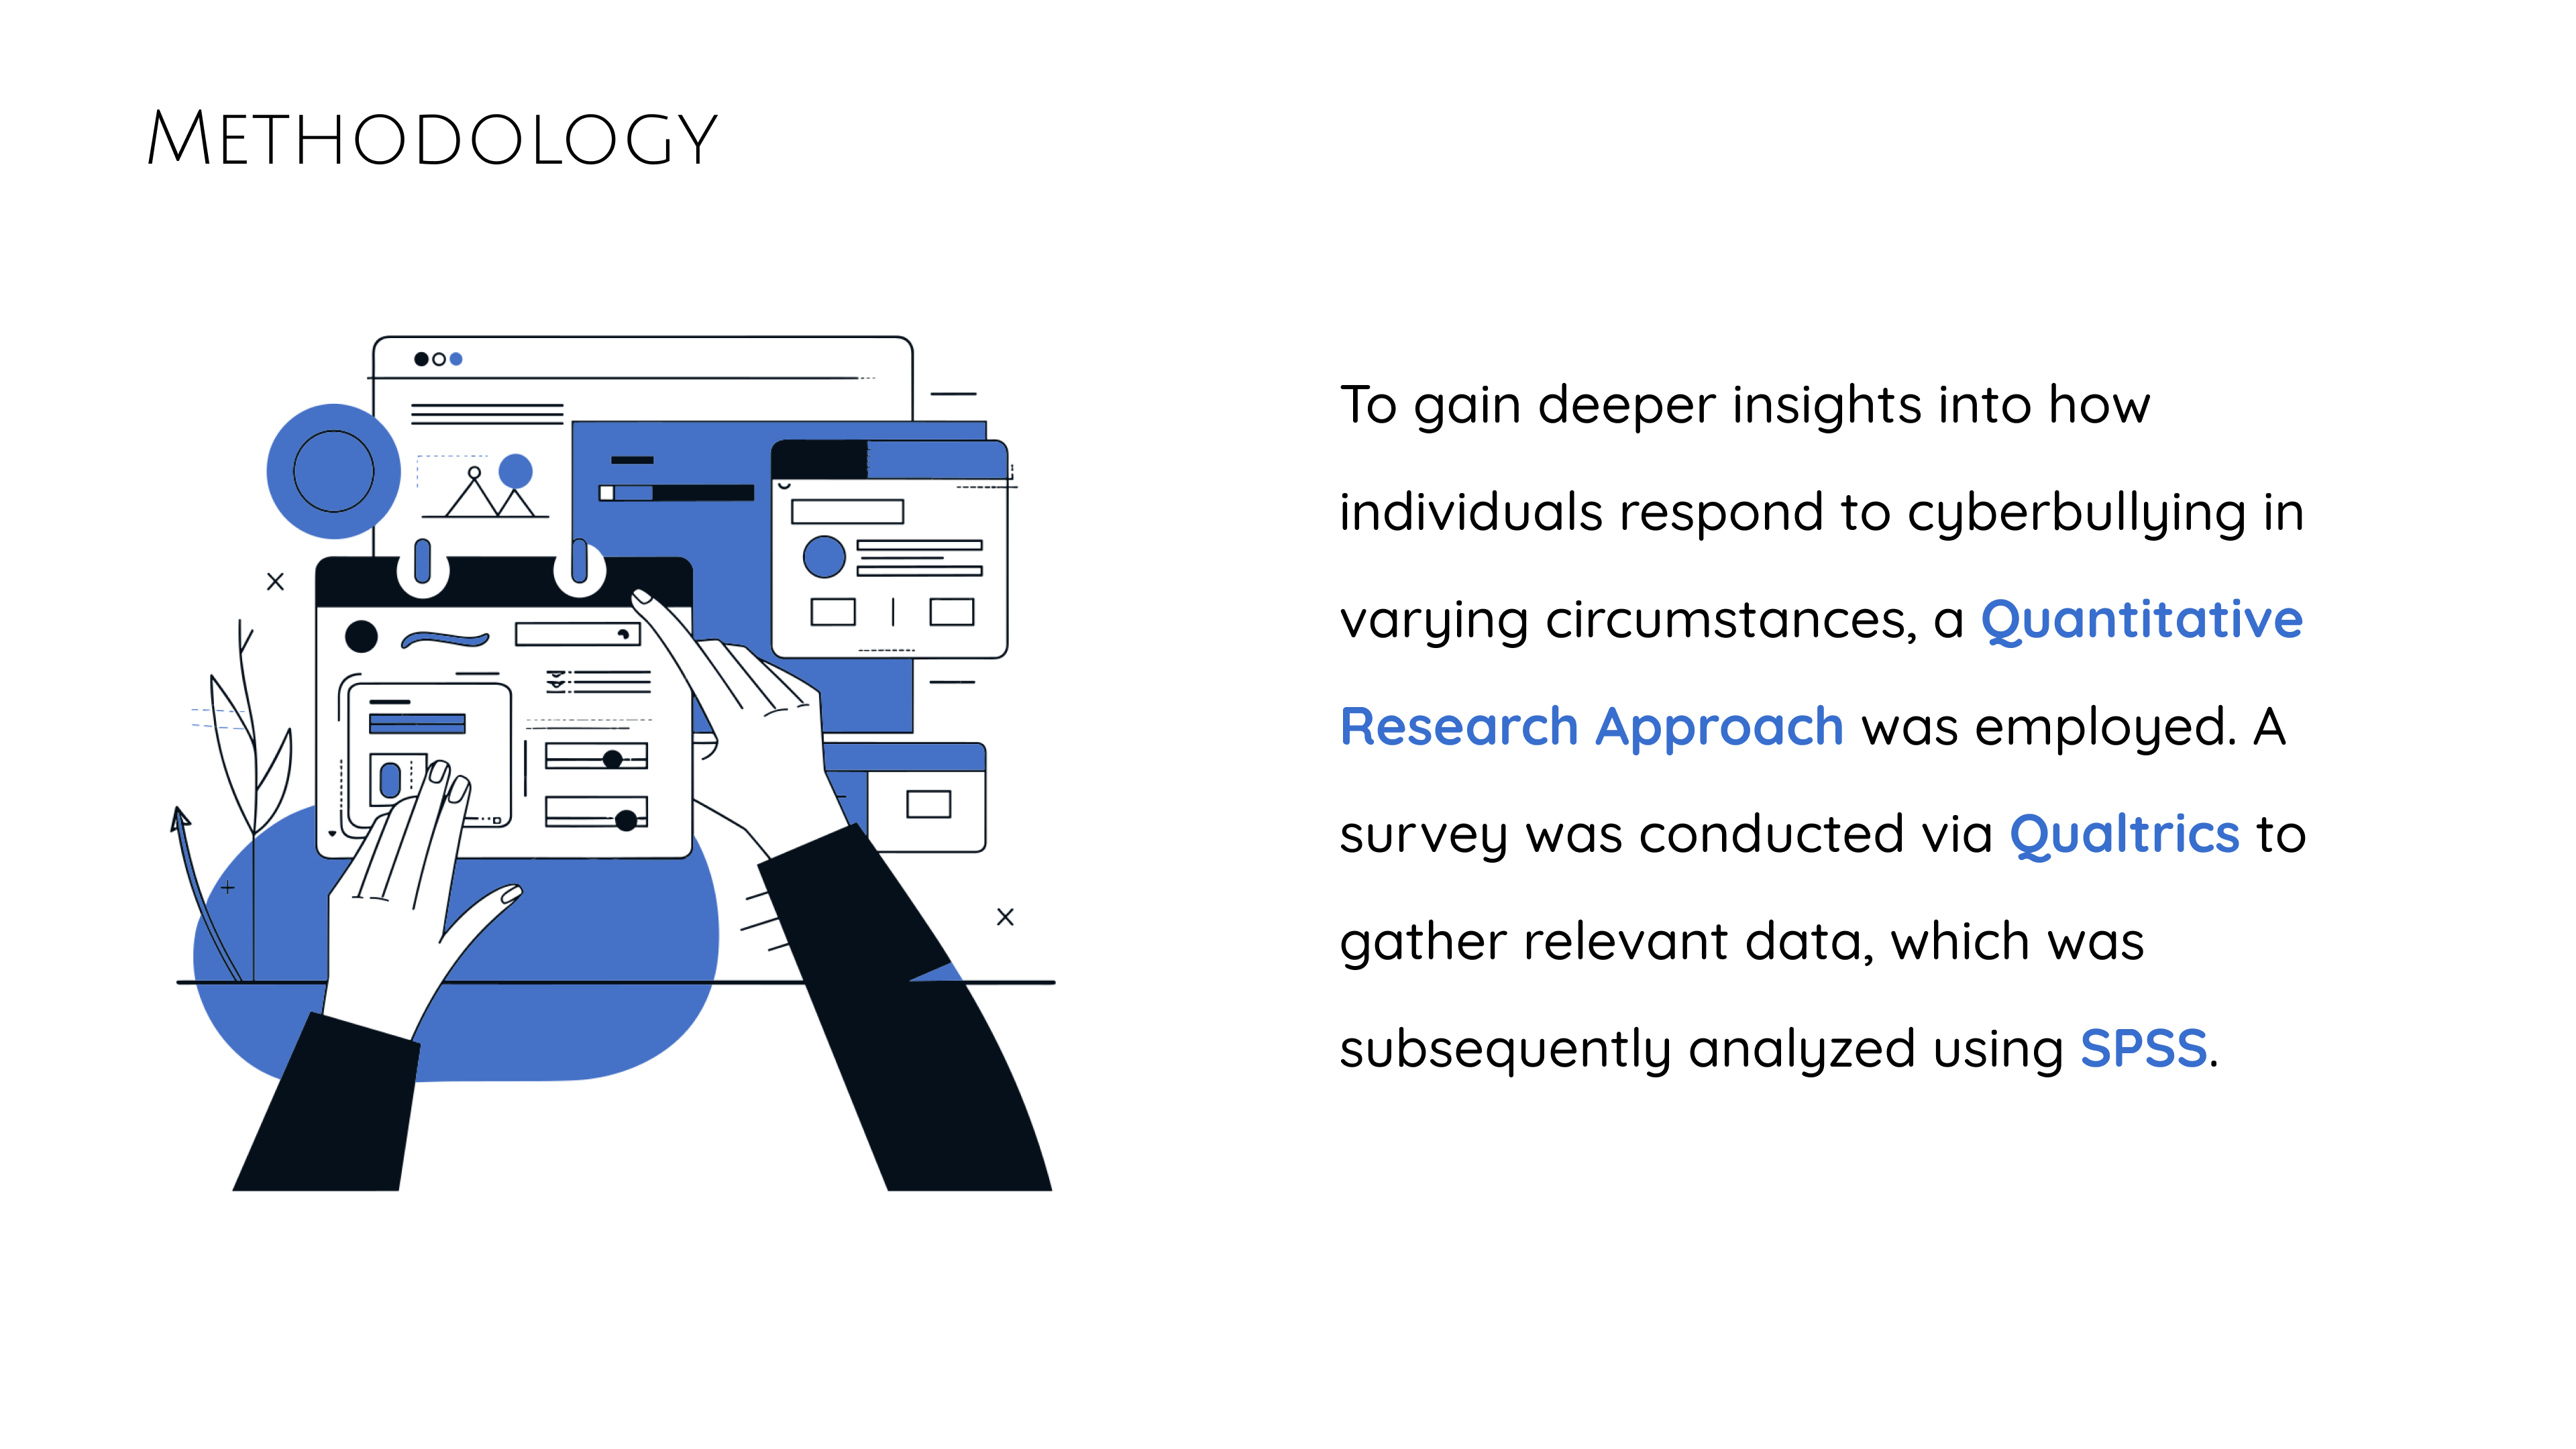 METHODOLOGY
To gain deeper insights into how
individuals respond to cyberbullying in
varying circumstances, a Quantitative
Research Approach was employed. A
survey was conducted via Qualtrics to
gather relevant data, which was
subsequently analyzed using SPSS.